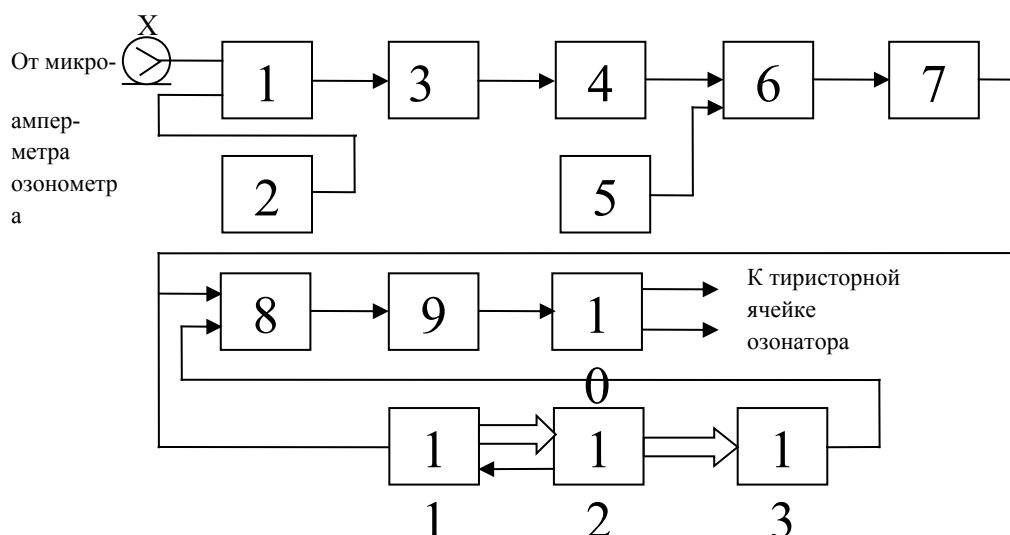 X
От микро-
ампер-
метра
озонометр
а
1
3
4
6
7
2
5
8
9
1
0
К тиристорной
ячейке
озонатора
1
1
1
2
1
3